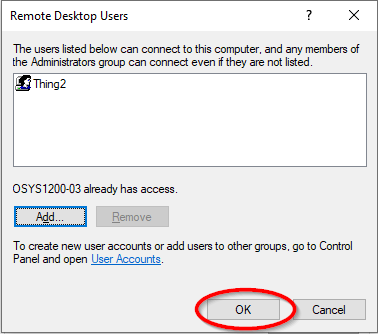 Remote Desktop Users
The users listed below can connect to this computer, and any members of
the Administrators group can connect even if they are not listed.
Thing2
OSYS1200-03 already has access.
Add... Remove
To create new user accounts or add users to other groups, go to Control
Panel and open User Accounts.
OK Cancel